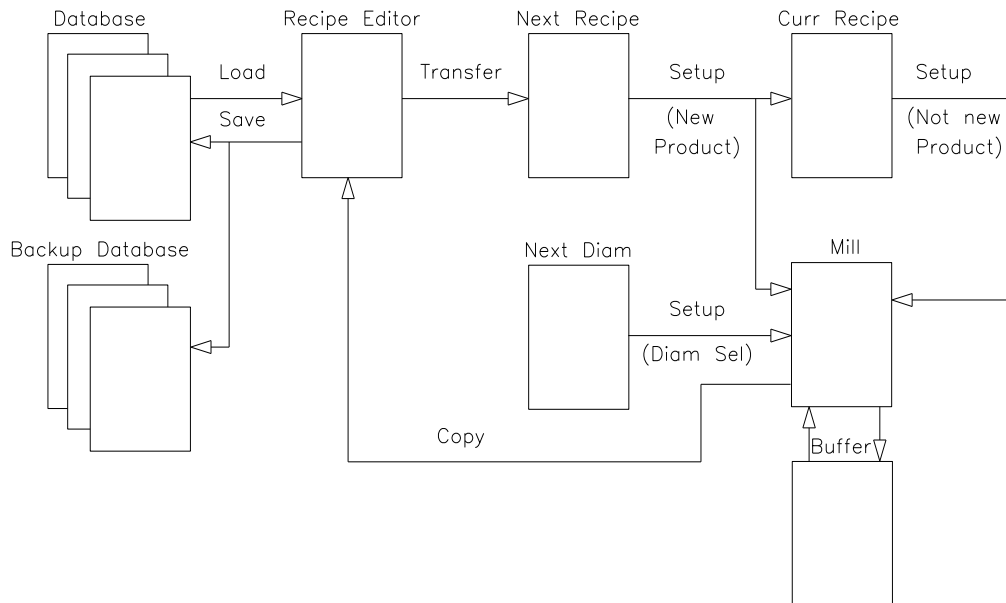 Database
Recipe Editor
Next Recipe
Curr Recipe
Load
Transfer
Setup
Setup
Save
(New
Product)
(Not new
Product)
Backup Database
Next Diam
Mill
Setup
(Diam Sel)
Copy
Buffer